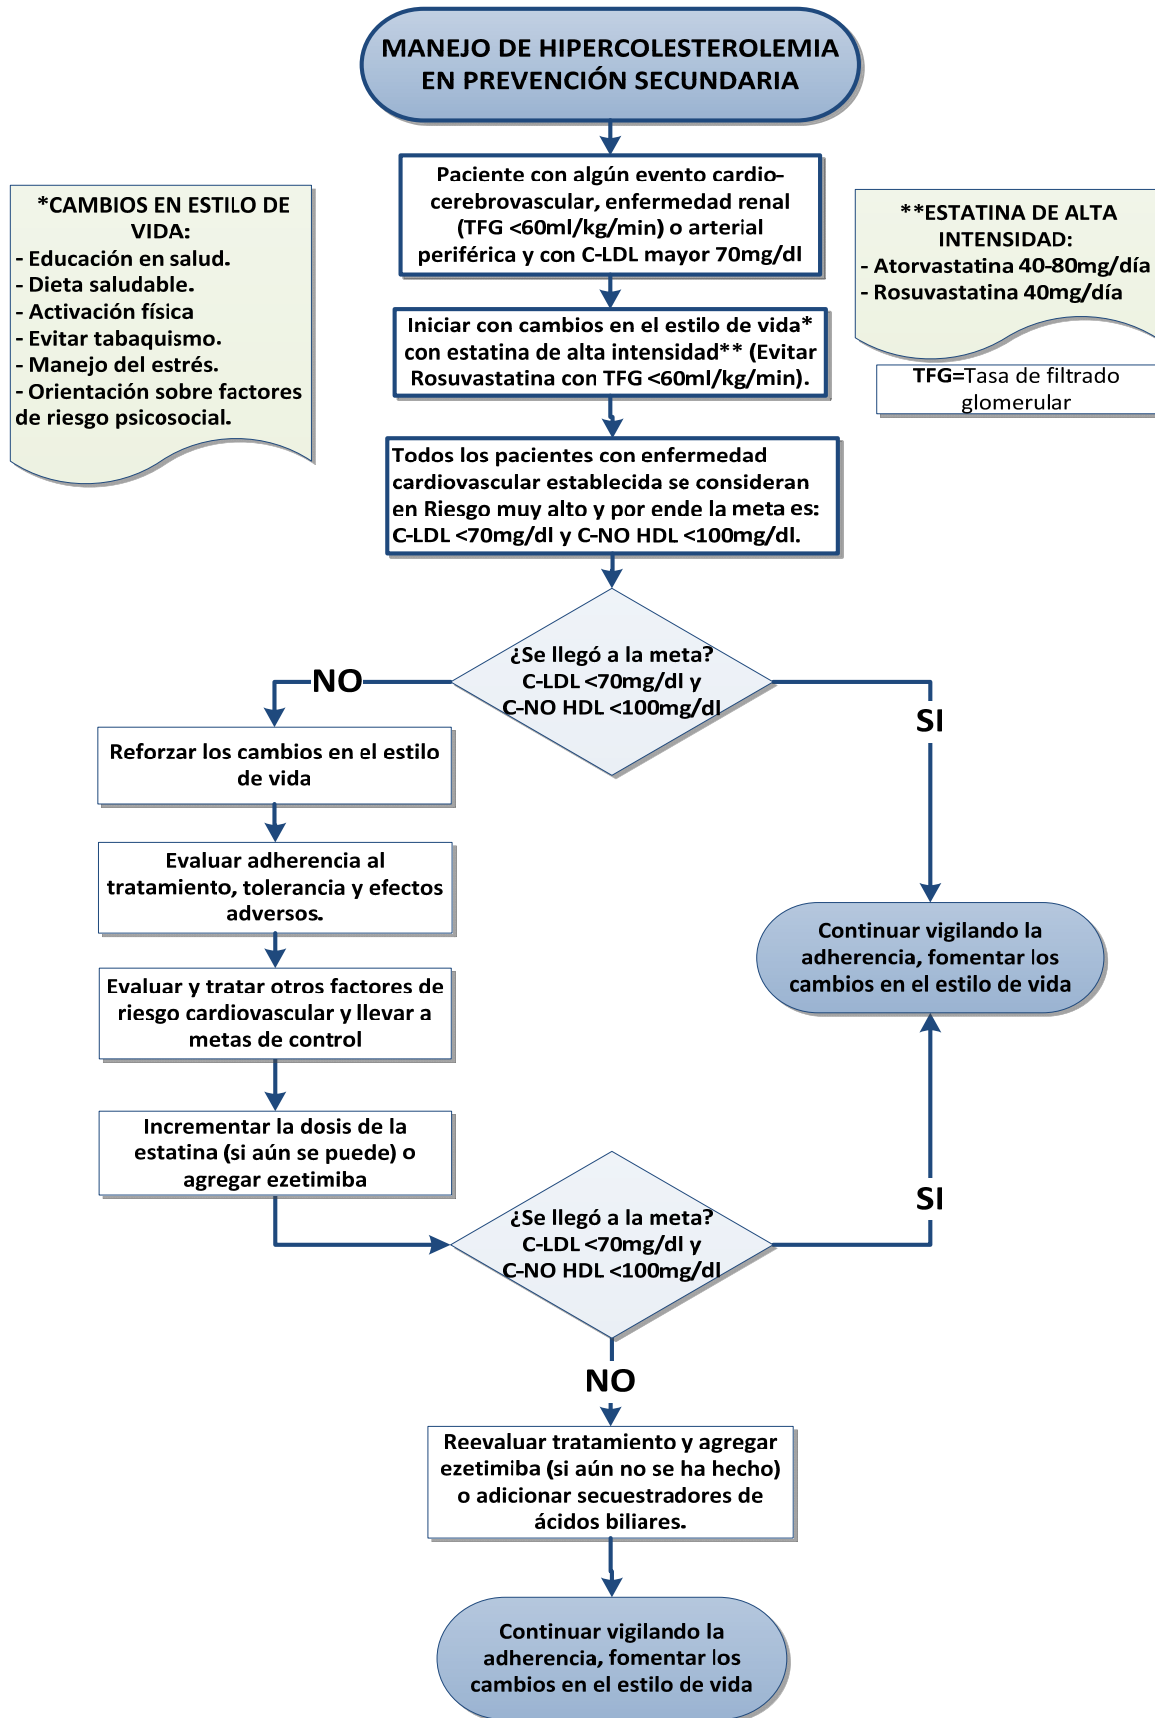 MANEJO DE HIPERCOLESTEROLEMIA
EN PREVENCIÓN SECUNDARIA
Paciente con algún evento cardio-
cerebrovascular, enfermedad renal
(TFG <60ml/kg/min) o arterial
periférica y con C-LDL mayor 70mg/dl
*CAMBIOS EN ESTILO DE
VIDA:
- Educación en salud.
- Dieta saludable.
- Activación física
- Evitar tabaquismo.
- Manejo del estrés.
- Orientación sobre factores
de riesgo psicosocial.
**ESTATINA DE ALTA
INTENSIDAD:
- Atorvastatina 40-80mg/día
- Rosuvastatina 40mg/día
TFG=Tasa de filtrado
glomerular
Iniciar con cambios en el estilo de vida*
con estatina de alta intensidad** (Evitar
Rosuvastatina con TFG <60ml/kg/min).
Todos los pacientes con enfermedad
cardiovascular establecida se consideran
en Riesgo muy alto y por ende la meta es:
C-LDL <70mg/dl y C-NO HDL <100mg/dl.
¿Se llegó a la meta?
C-LDL <70mg/dl y
C-NO HDL <100mg/dl
NO
SI
Reforzar los cambios en el estilo
de vida
Evaluar adherencia al
tratamiento, tolerancia y efectos
adversos.
Evaluar y tratar otros factores de
riesgo cardiovascular y llevar a
metas de control
Incrementar la dosis de la
estatina (si aún se puede) o
agregar ezetimiba
Continuar vigilando la
adherencia, fomentar los
cambios en el estilo de vida
¿Se llegó a la meta?
C-LDL <70mg/dl y
C-NO HDL <100mg/dl
SI
NO
Reevaluar tratamiento y agregar
ezetimiba (si aún no se ha hecho)
o adicionar secuestradores de
ácidos biliares.
Continuar vigilando la
adherencia, fomentar los
cambios en el estilo de vida